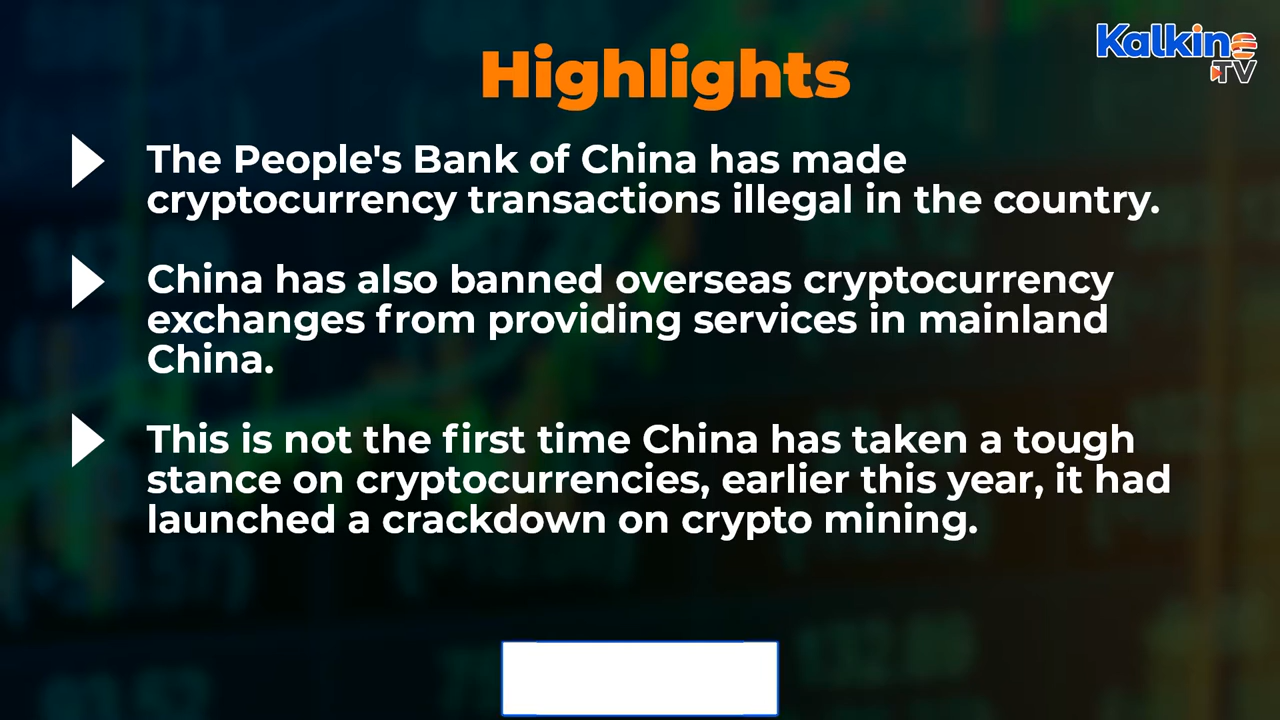 Kalkine
TV
Highlights
The People's Bank of China has made
cryptocurrency transactions illegal in the country.
China has also banned overseas cryptocurrency
exchanges from providing services in mainland
China.
This is not the first time China has taken a tough
stance on cryptocurrencies, earlier this year, it had
launched a crackdown on crypto mining.